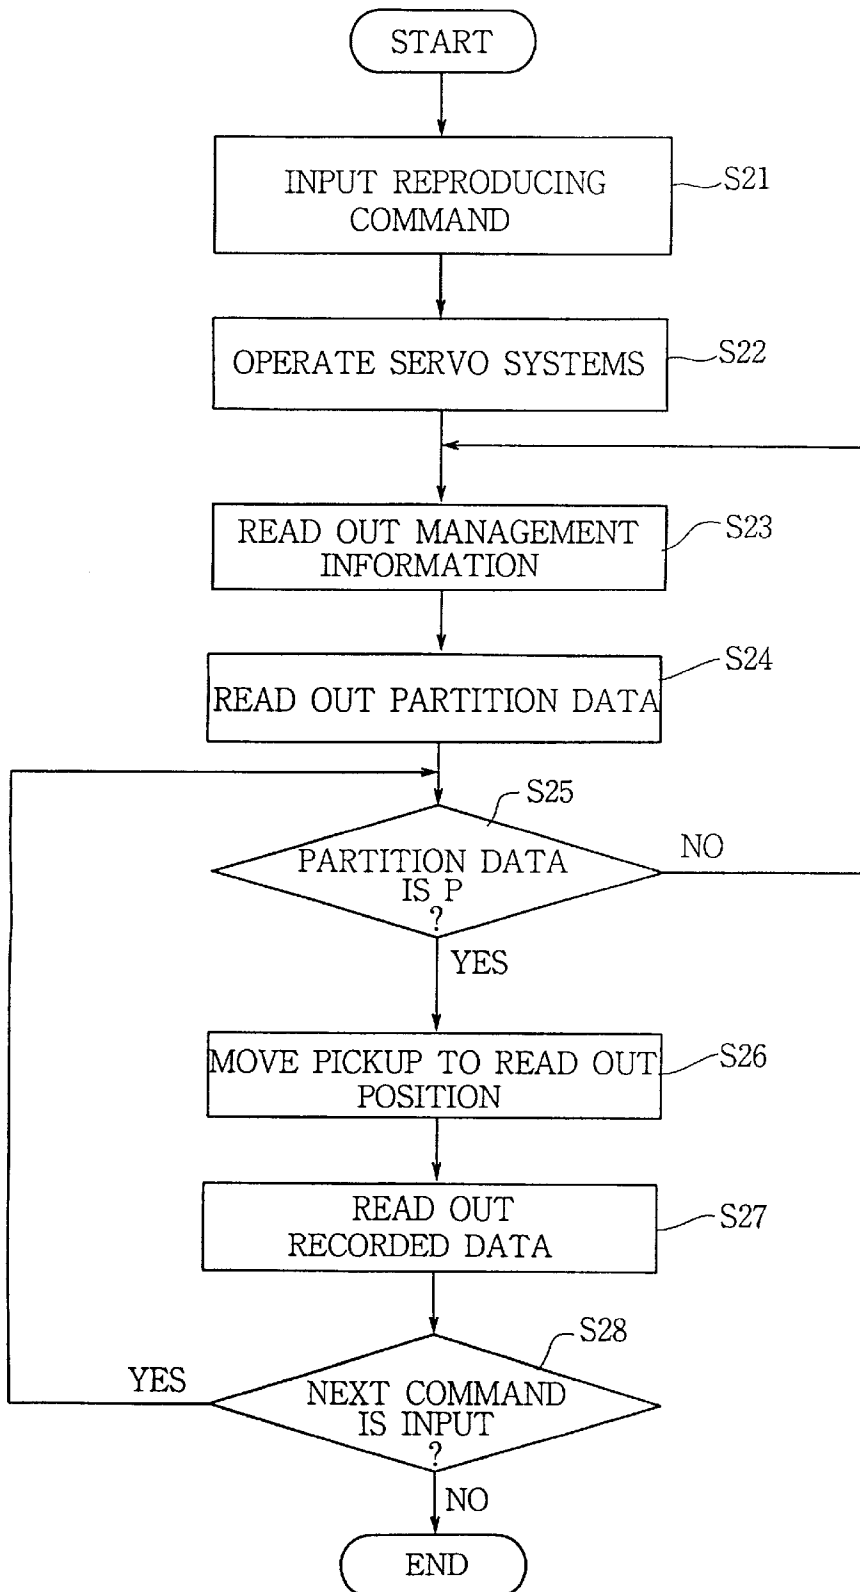 START
INPUT REPRODUCING
COMMAND
S21
OPERATE SERVO SYSTEMS
S22
READ OUT MANAGEMENT
INFORMATION
S23
READ OUT PARTITION DATA
S24
PARTITION DATA
IS P
?
S25
NO
YES
MOVE PICKUP TO READ OUT
POSITION
S26
READ OUT
RECORDED DATA
S27
NEXT COMMAND
IS INPUT
?
S28
YES
NO
END